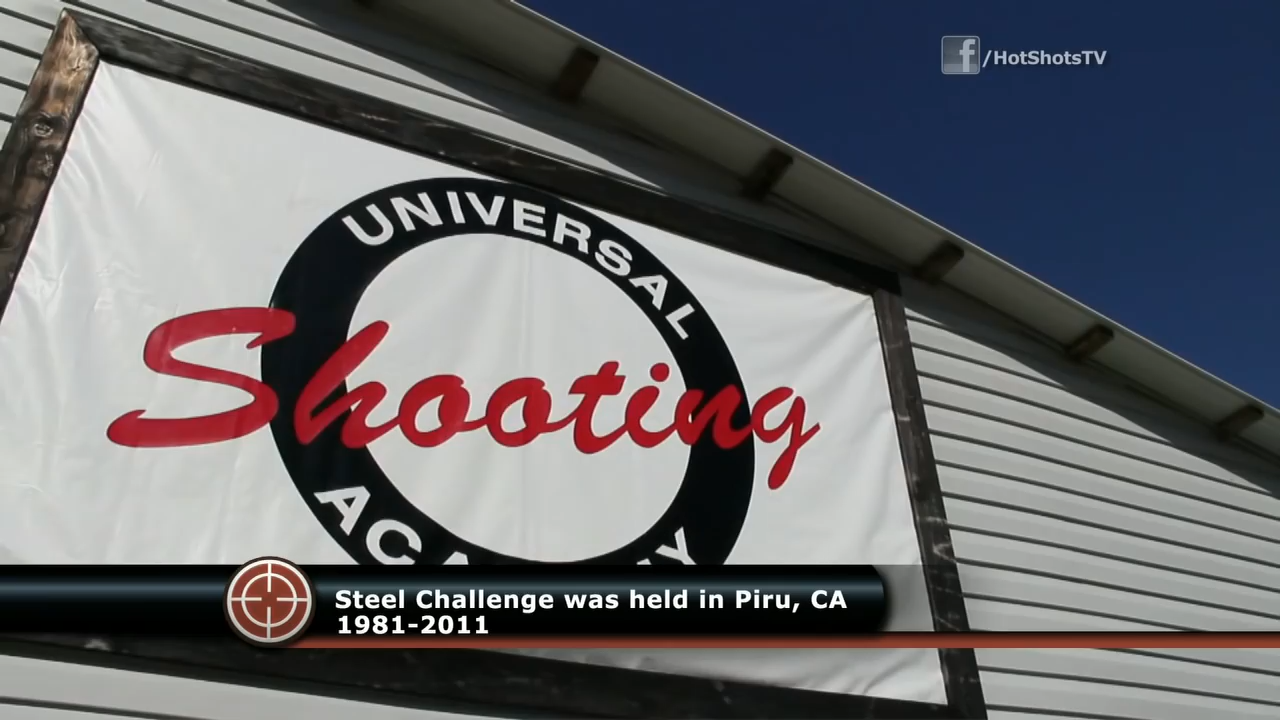 /HotShotsTV
UNIVERSAL
Shooting
Steel Challenge was held in Piru, CA
1981-2011